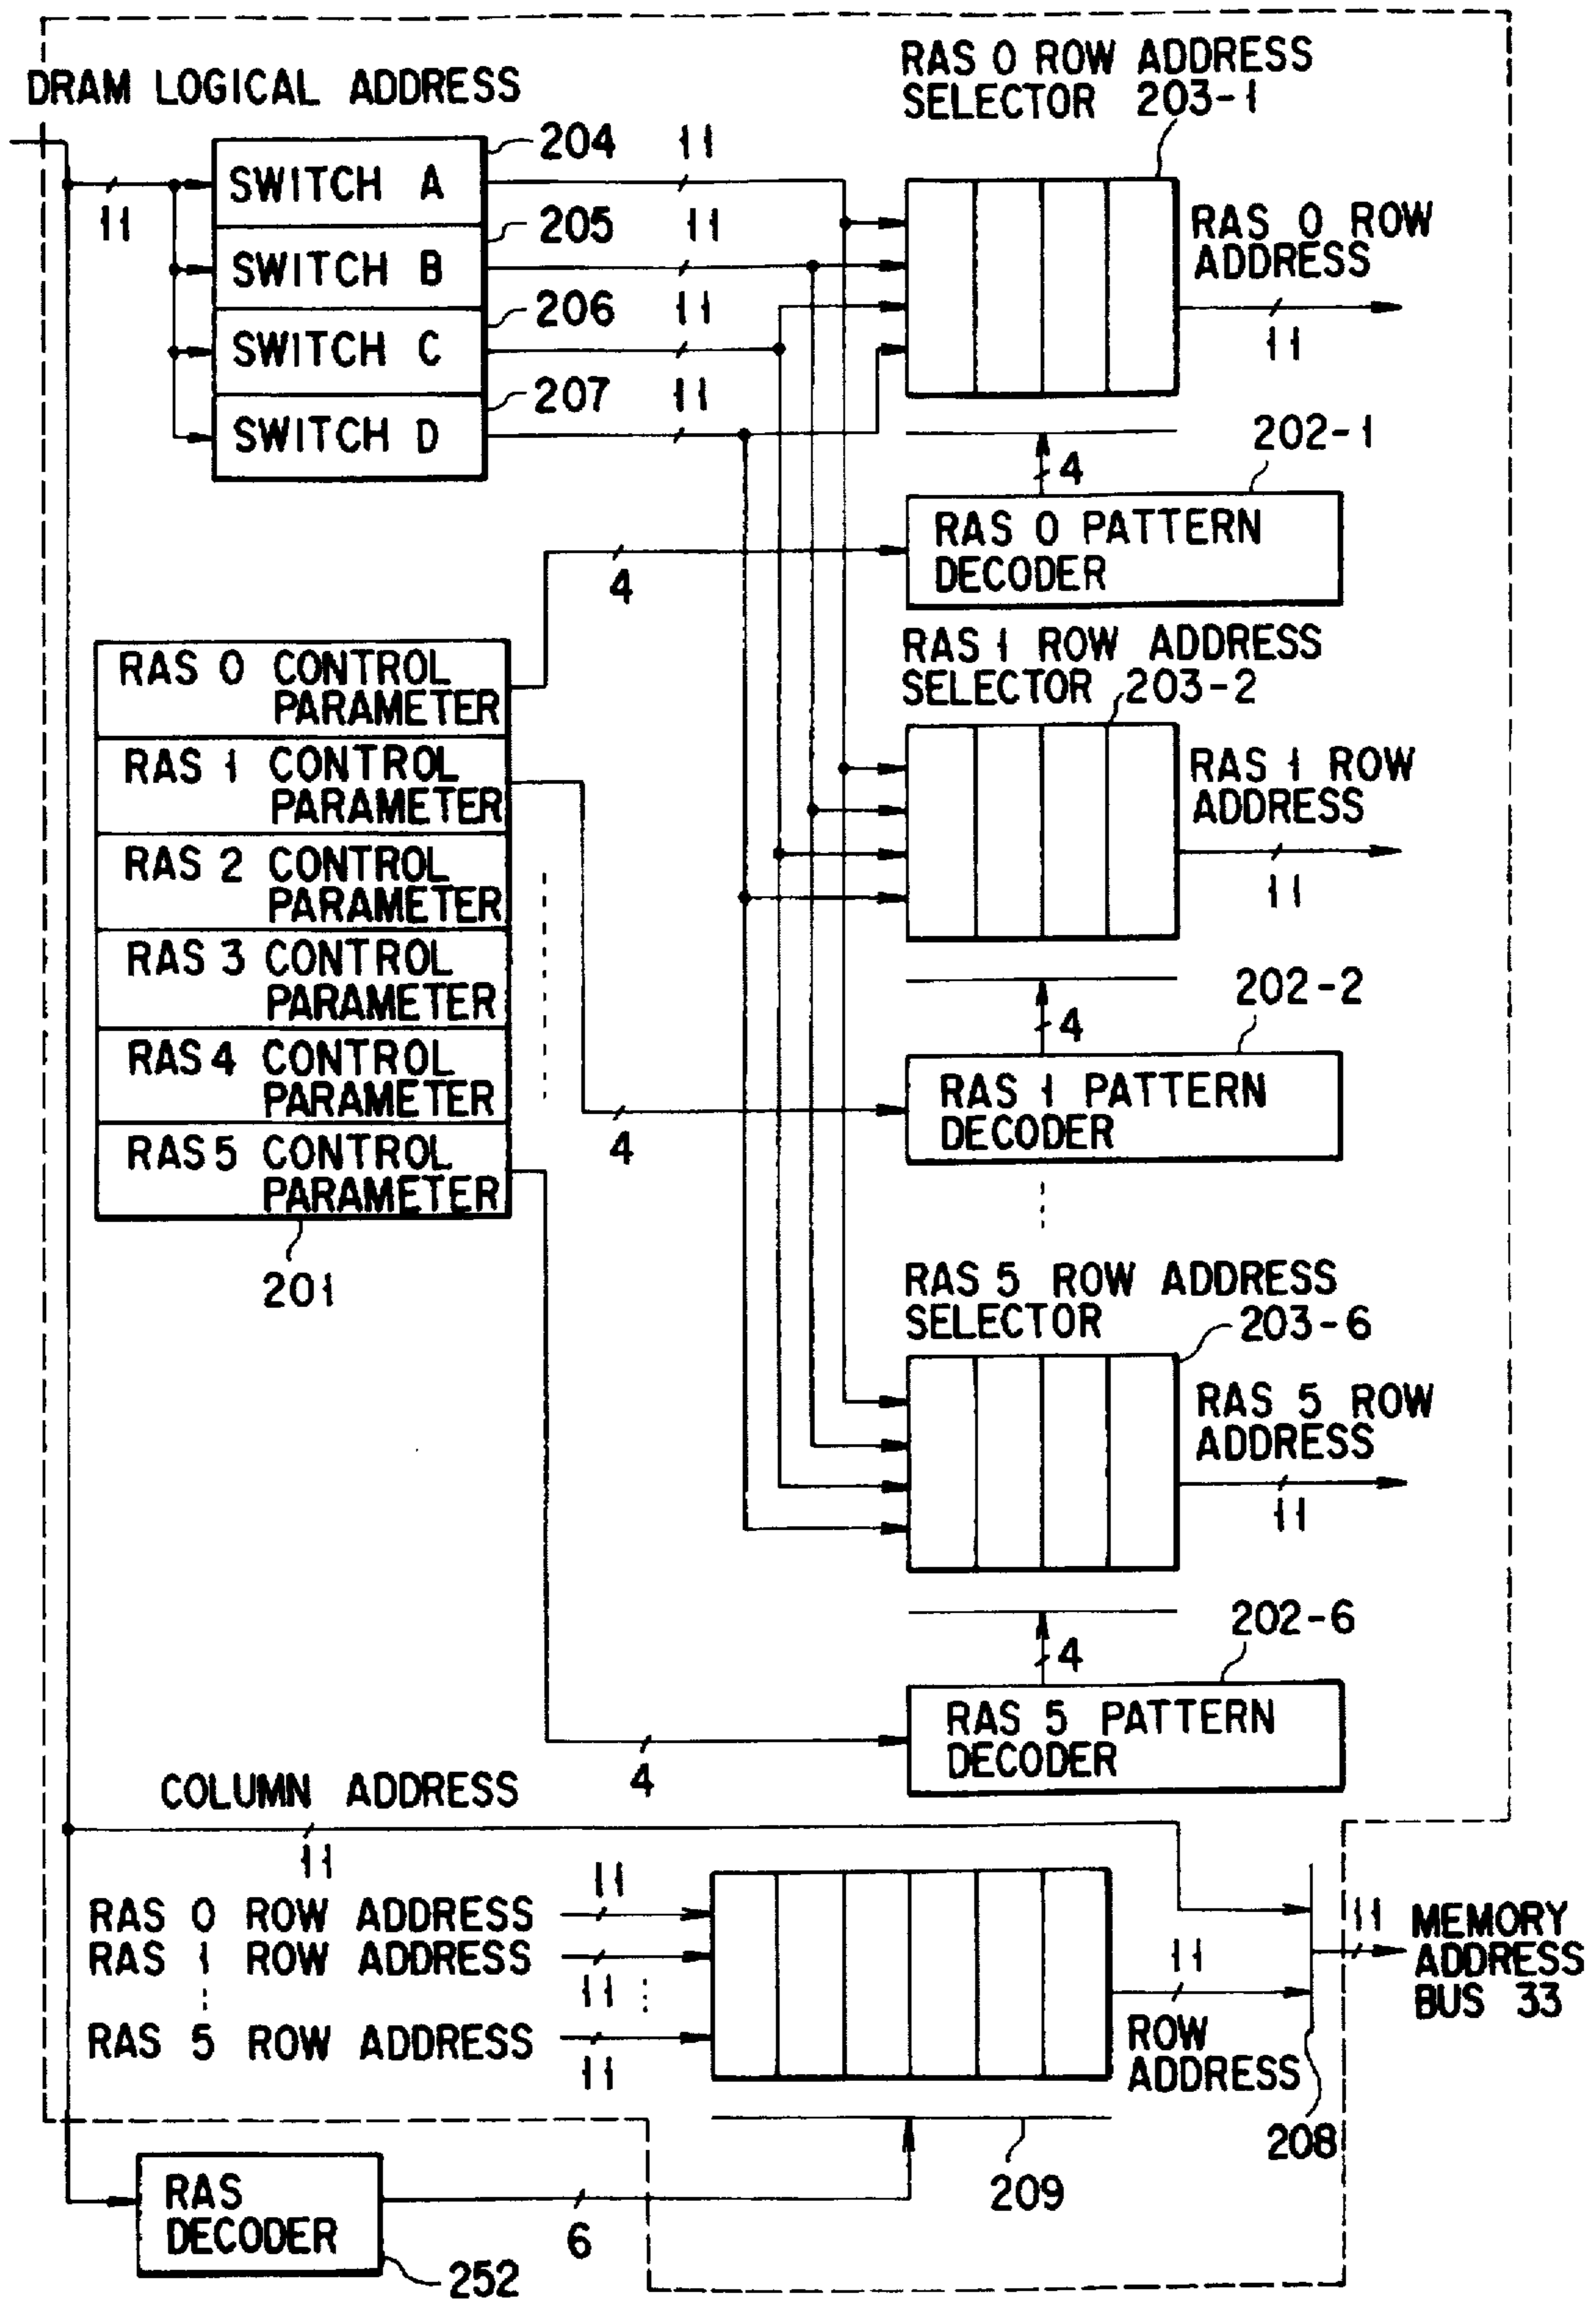 DRAM LOGICAL ADDRESS
RAS 0 ROW ADDRESS
SELECTOR 203-1
11
SWITCH A
204
11
SWITCH B
205
11
SWITCH C
206
11
SWITCH D
207
11
RAS 0 ROW
ADDRESS
11
202-1
4
RAS 0 PATTERN
DECODER
4
RAS 0 CONTROL
PARAMETER
RAS 1 CONTROL
PARAMETER
RAS 2 CONTROL
PARAMETER
RAS 3 CONTROL
PARAMETER
RAS 4 CONTROL
PARAMETER
RAS 5 CONTROL
PARAMETER
201
RAS 1 ROW ADDRESS
SELECTOR 203-2
RAS 1 ROW
ADDRESS
11
202-2
4
RAS 1 PATTERN
DECODER
4
RAS 5 ROW ADDRESS
SELECTOR
203-6
RAS 5 ROW
ADDRESS
11
202-6
4
RAS 5 PATTERN
DECODER
4
COLUMN ADDRESS
11
RAS 0 ROW ADDRESS
11
RAS 1 ROW ADDRESS
11
RAS 5 ROW ADDRESS
11
11
ROW
ADDRESS
11
MEMORY
ADDRESS
BUS 33
208
209
RAS
DECODER
252
6